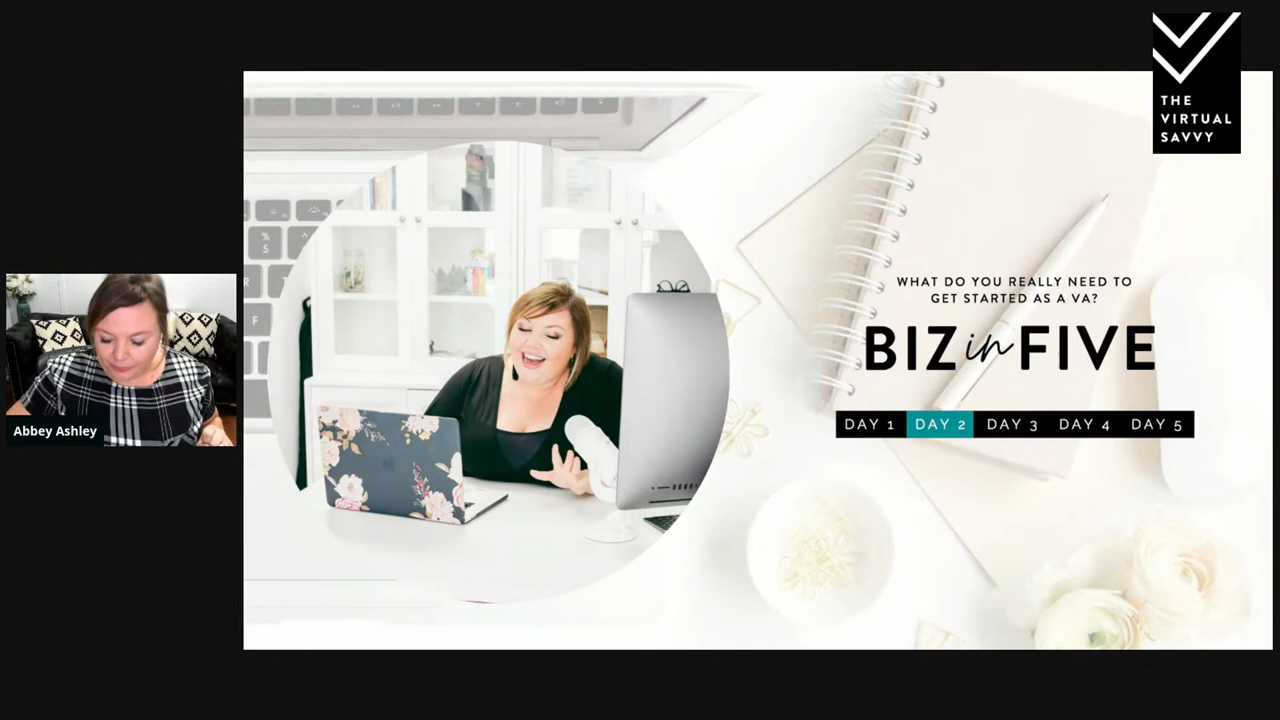 THE
VIRTUAL
SAVVY
WHAT DO YOU REALLY NEED TO
GET STARTED AS A VA?
BIZ in FIVE
DAY 1 DAY 2 DAY 3 DAY 4 DAY 5
Abbey Ashley